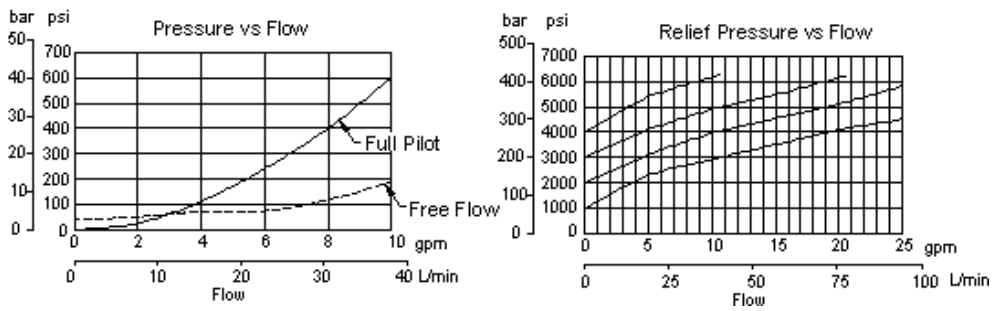 bar psi
Pressure vs Flow
50
40
30
20
10
0
700
600
500
400
300
200
100
0
Full Pilot
Free Flow
0 2 4 6 8 10 gpm
0 10 20 30 40 L/min
Flow
bar psi
Relief Pressure vs Flow
500
400
300
200
100
0
7000
6000
5000
4000
3000
2000
1000
0
0 5 10 15 20 25 gpm
0 25 50 75 100 L/min
Flow